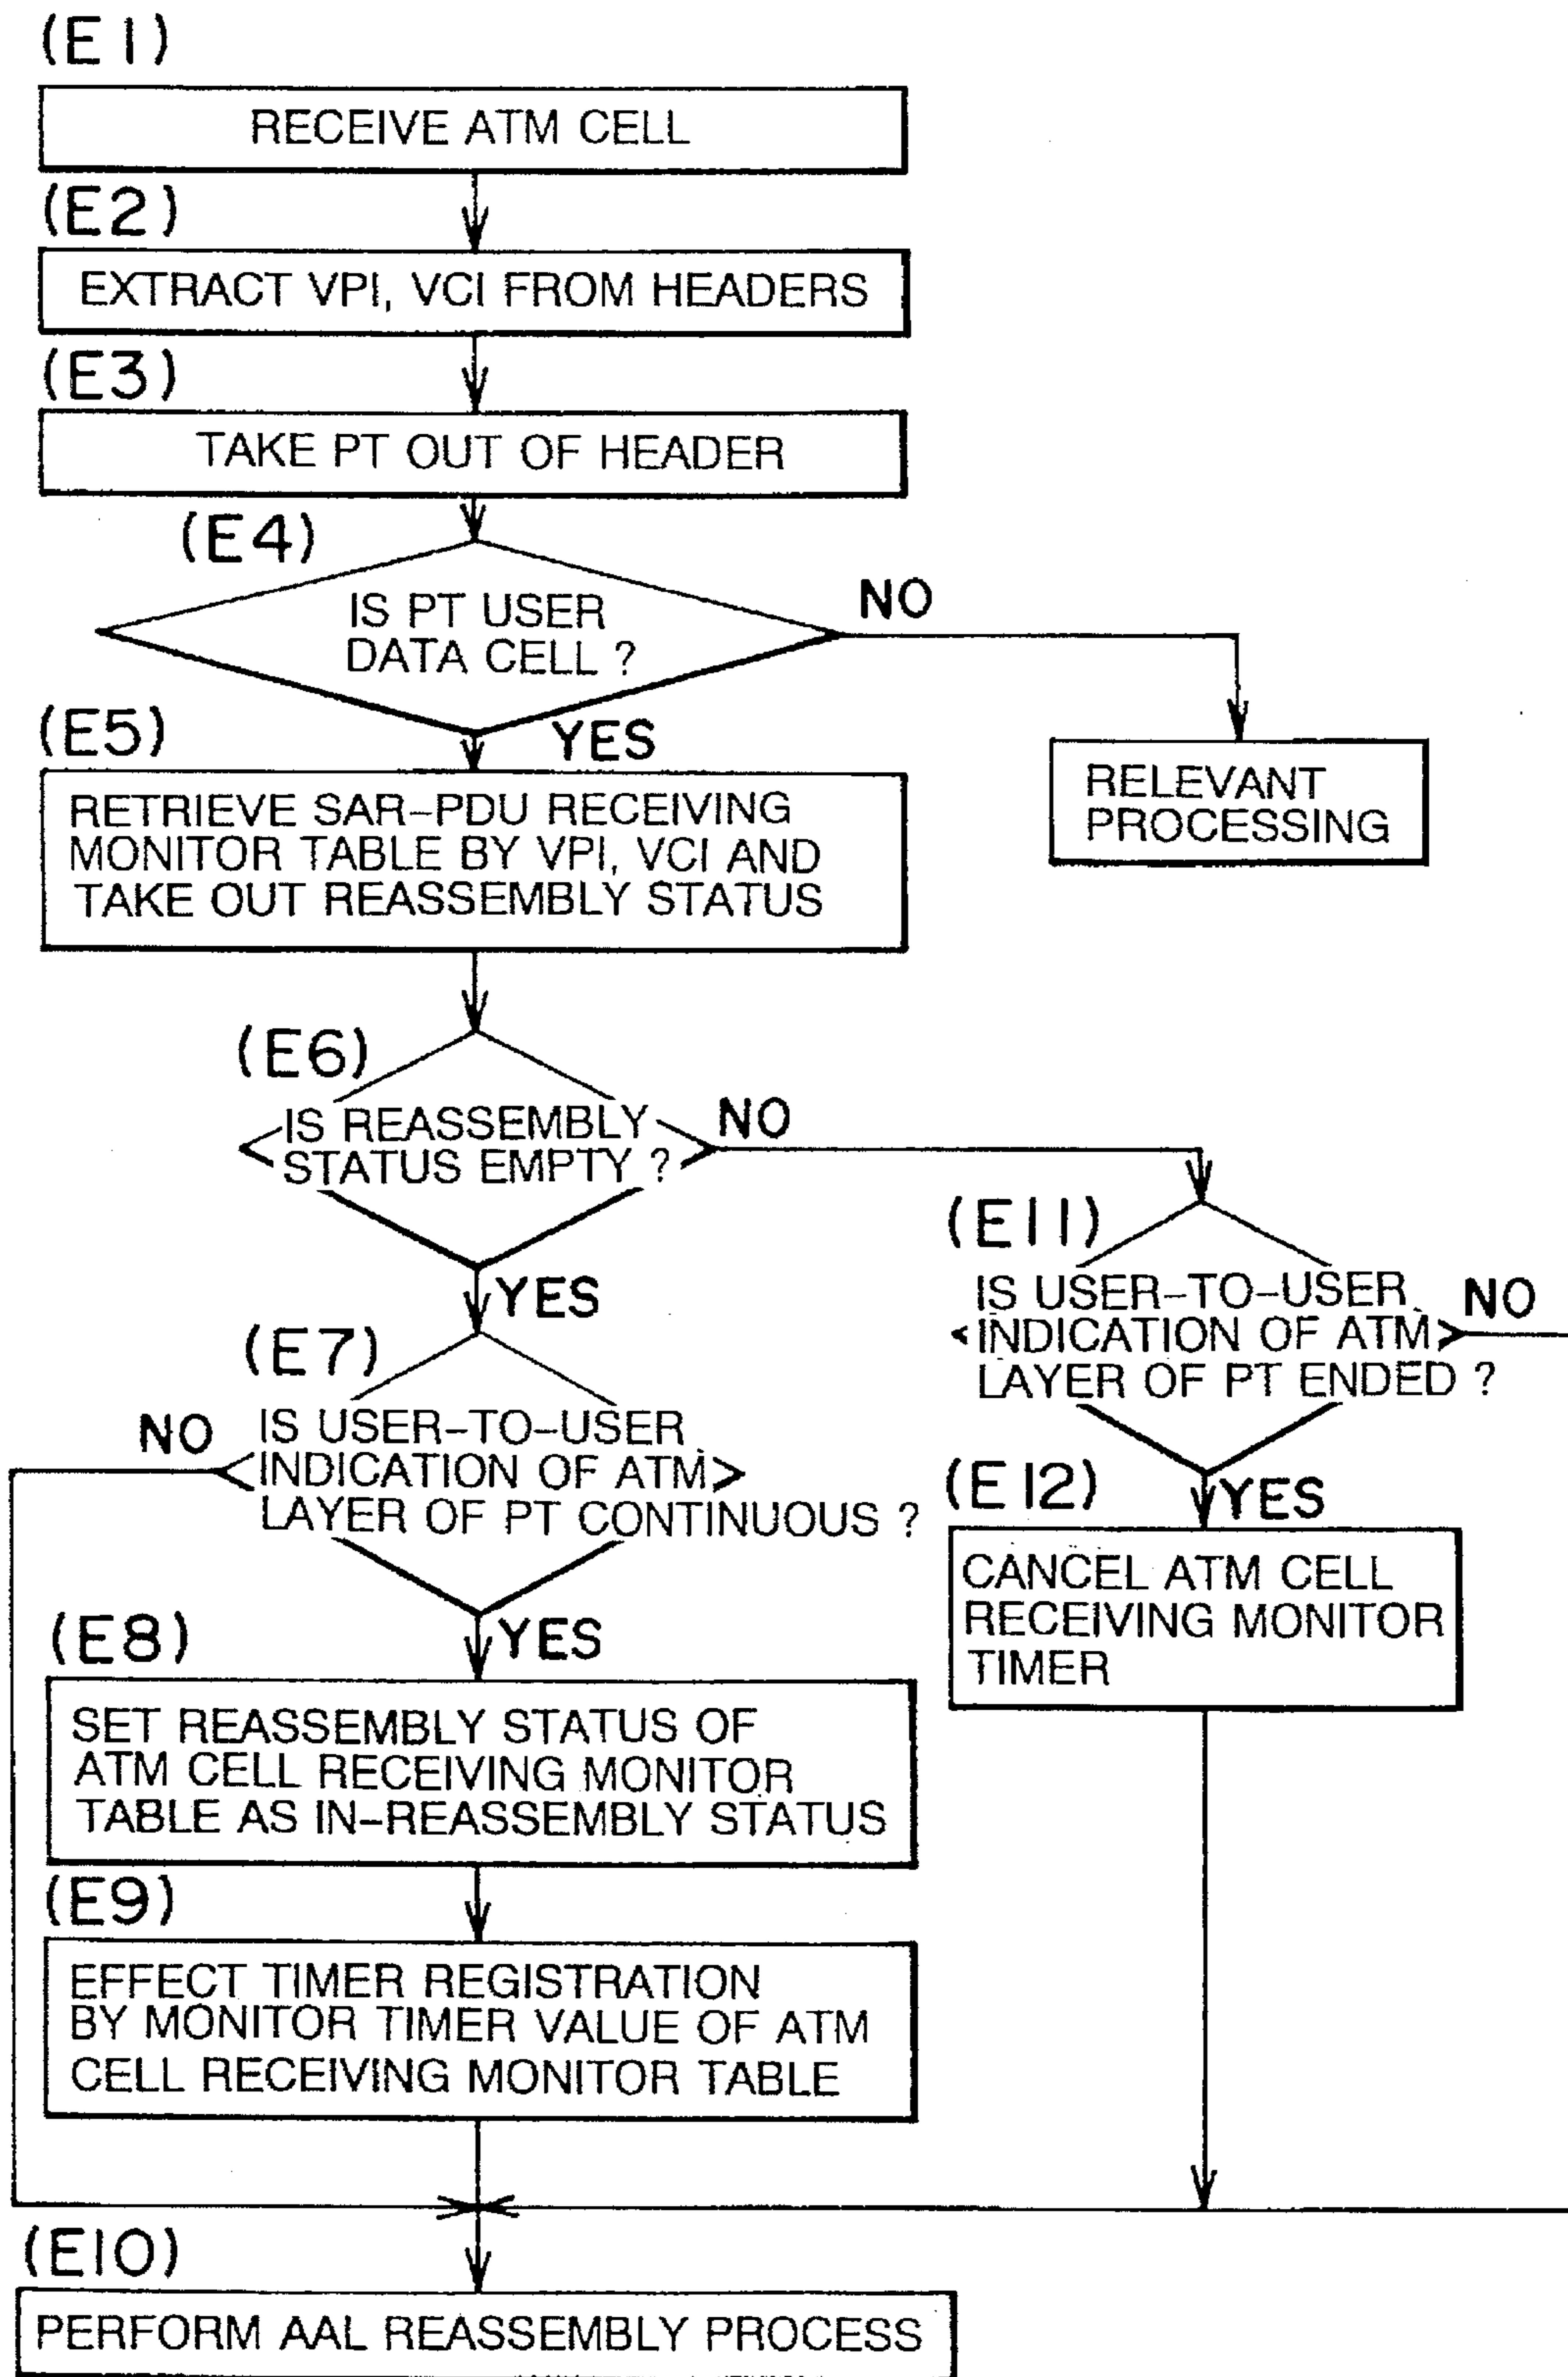 (E1)
RECEIVE ATM CELL
(E2)
EXTRACT VPI, VCI FROM HEADERS
(E3)
TAKE PT OUT OF HEADER
(E4)
IS PT USER
DATA CELL ?
NO
YES
RELEVANT
PROCESSING
(E5)
RETRIEVE SAR-PDU RECEIVING
MONITOR TABLE BY VPI, VCI AND
TAKE OUT REASSEMBLY STATUS
(E6)
IS REASSEMBLY
STATUS EMPTY ?
NO
YES
(E11)
IS USER-TO-USER
INDICATION OF ATM
LAYER OF PT ENDED ?
NO
YES
(E7)
IS USER-TO-USER
INDICATION OF ATM
LAYER OF PT CONTINUOUS ?
NO
YES
(E12)
CANCEL ATM CELL
RECEIVING MONITOR
TIMER
(E8)
SET REASSEMBLY STATUS OF
ATM CELL RECEIVING MONITOR
TABLE AS IN-REASSEMBLY STATUS
(E9)
EFFECT TIMER REGISTRATION
BY MONITOR TIMER VALUE OF ATM
CELL RECEIVING MONITOR TABLE
(E10)
PERFORM AAL REASSEMBLY PROCESS